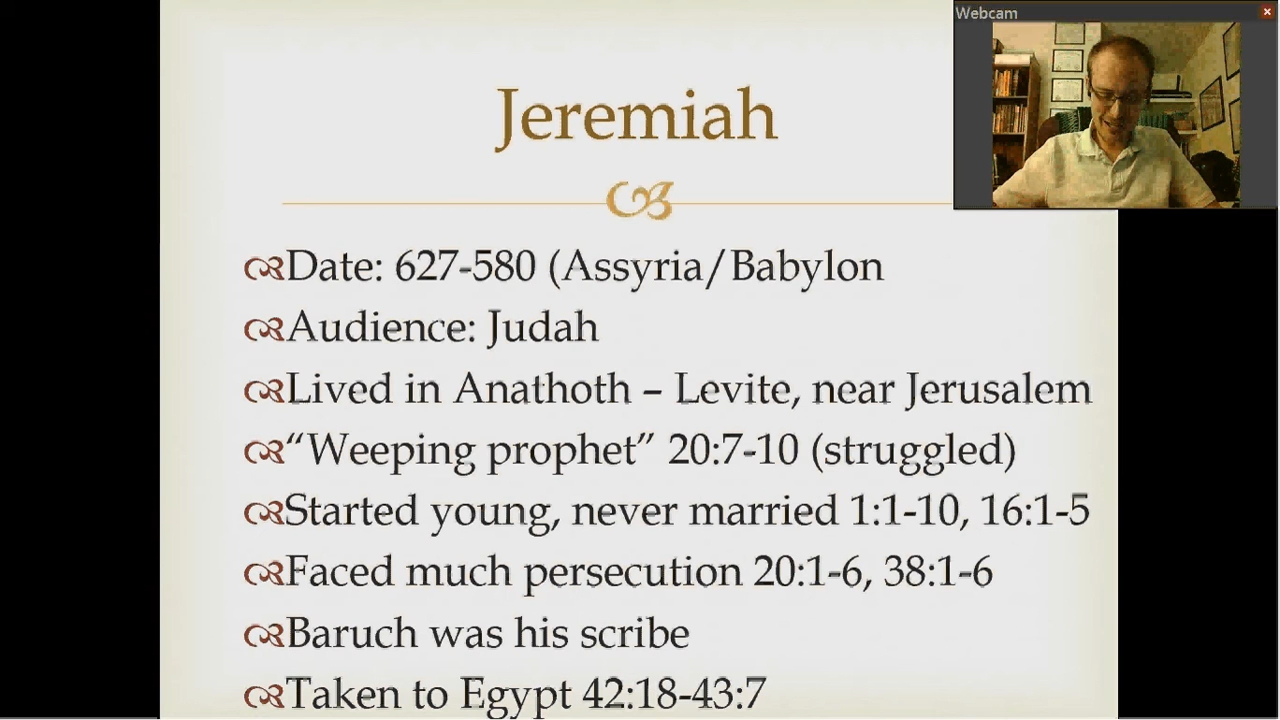 Webcam
Jeremiah
Date: 627-580 (Assyria/Babylon
Audience: Judah
Lived in Anathoth – Levite, near Jerusalem
“Weeping prophet” 20:7-10 (struggled)
Started young, never married 1:1-10, 16:1-5
Faced much persecution 20:1-6, 38:1-6
Baruch was his scribe
Taken to Egypt 42:18-43:7